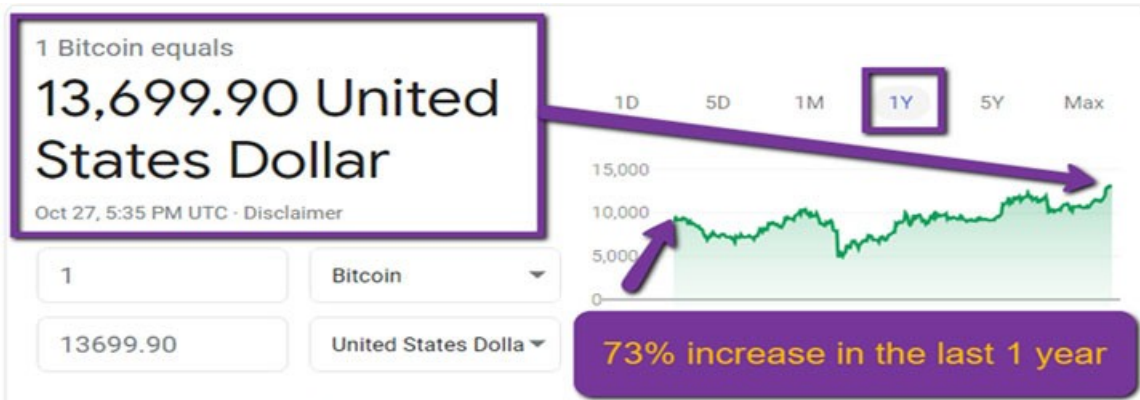 1 Bitcoin equals
13,699.90 United
States Dollar
Oct 27, 5:35 PM UTC · Disclaimer
1
Bitcoin
13699.90
United States Dolla
1D 5D 1M 1Y 5Y Max
15,000
10,000
5,000
0
73% increase in the last 1 year